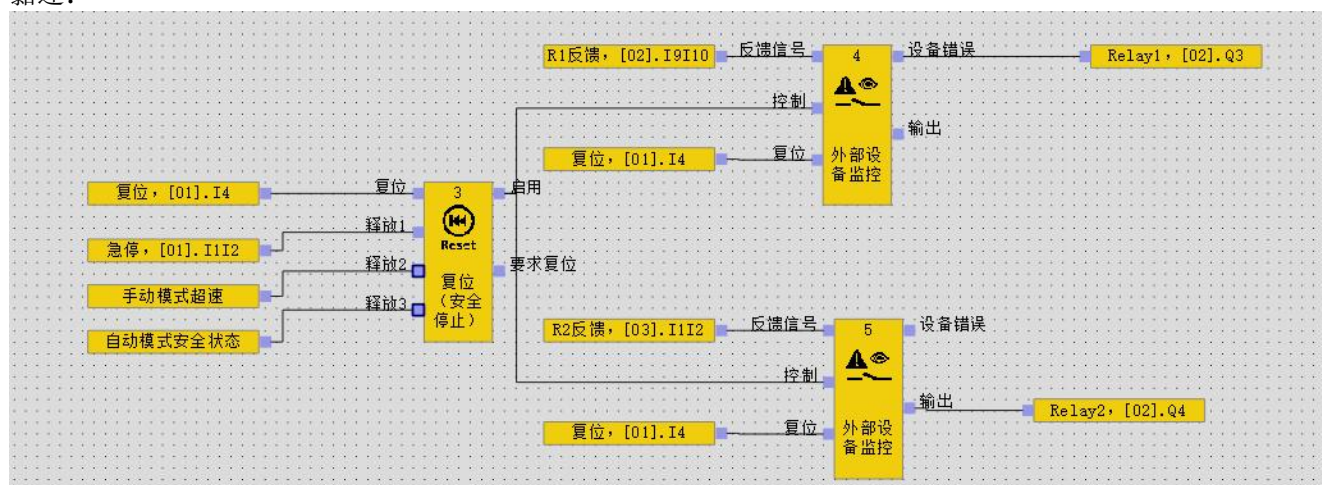 R1反馈，[02].I9I10
反馈信号
4
设备错误
Relay1，[02].Q3
控制
输出
复位，[01].I4
复位
外部设
备监控
复位，[01].I4
复位
3
启用
急停，[01].I1I2
释放1
Reset
手动模式超速
释放2
复位
（安全
停止）
要求复位
自动模式安全状态
释放3
R2反馈，[03].I1I2
反馈信号
5
设备错误
控制
输出
Relay2，[02].Q4
复位，[01].I4
复位
外部设
备监控